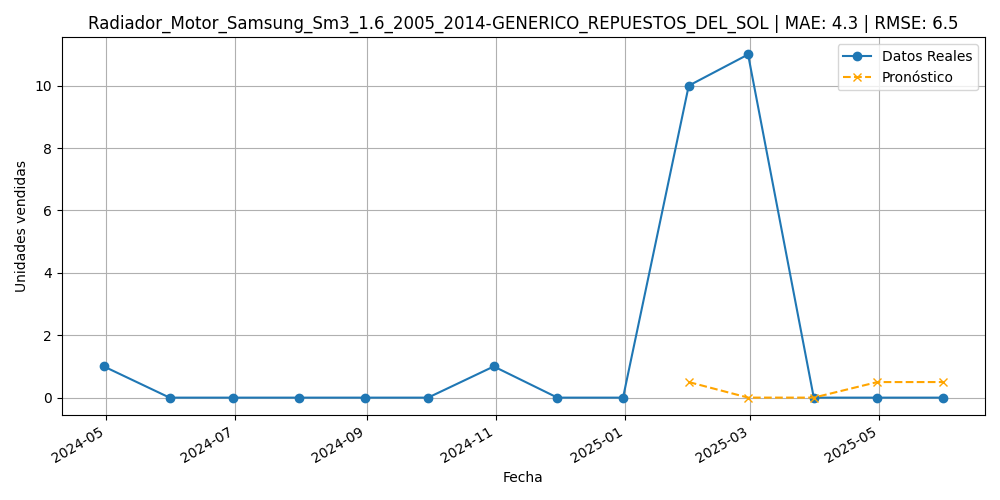 Radiador_Motor_Samsung_Sm3_1.6_2005_2014-GENERICO_REPUESTOS_DEL_SOL | MAE: 4.3 | RMSE: 6.5
Datos Reales
Pronóstico
Unidades vendidas
10
8
6
4
2
0
2024-05
2024-07
2024-09
2024-11
2025-01
2025-03
2025-05
Fecha